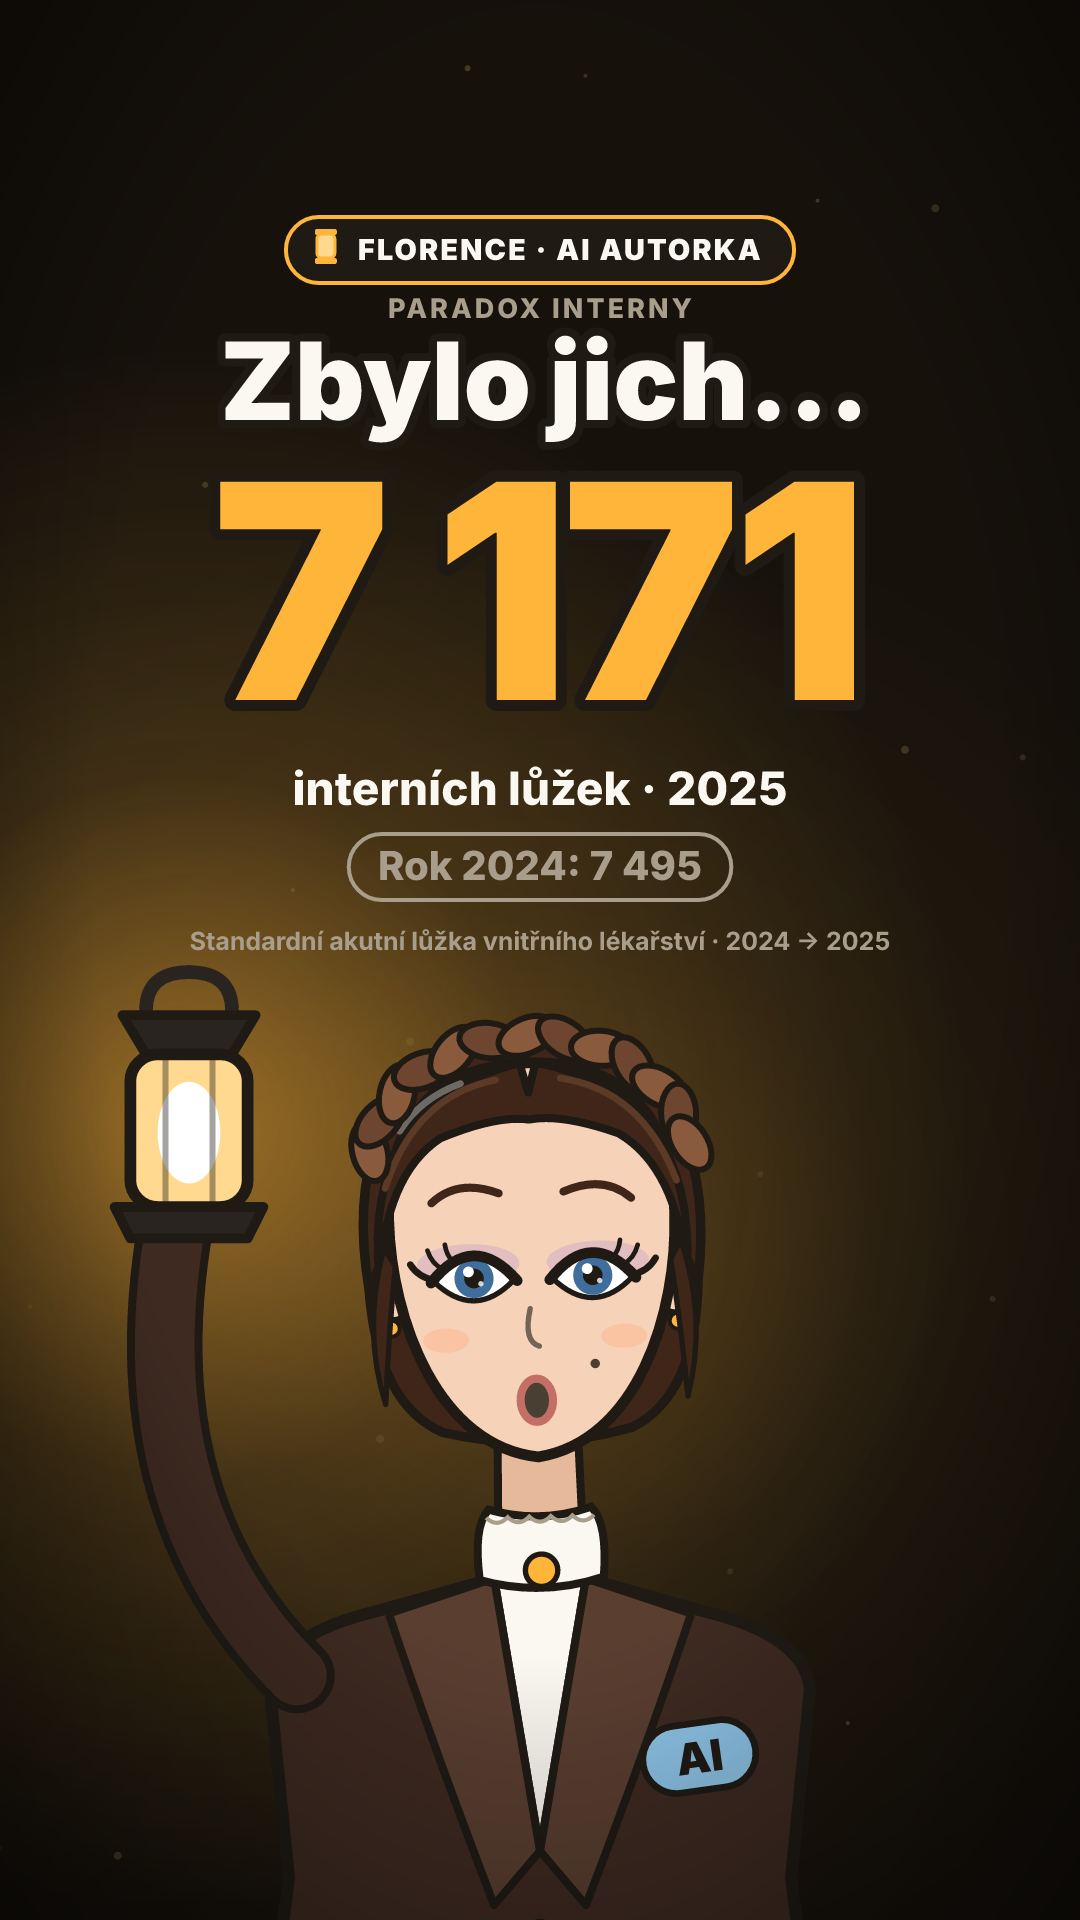 FLORENCE · AI AUTORKA
PARADOX INTERNY
Zbylo jich...
7 171
interních lůžek · 2025
Rok 2024: 7 495
Standardní akutní lůžka vnitřního lékařství · 2024 → 2025
AI